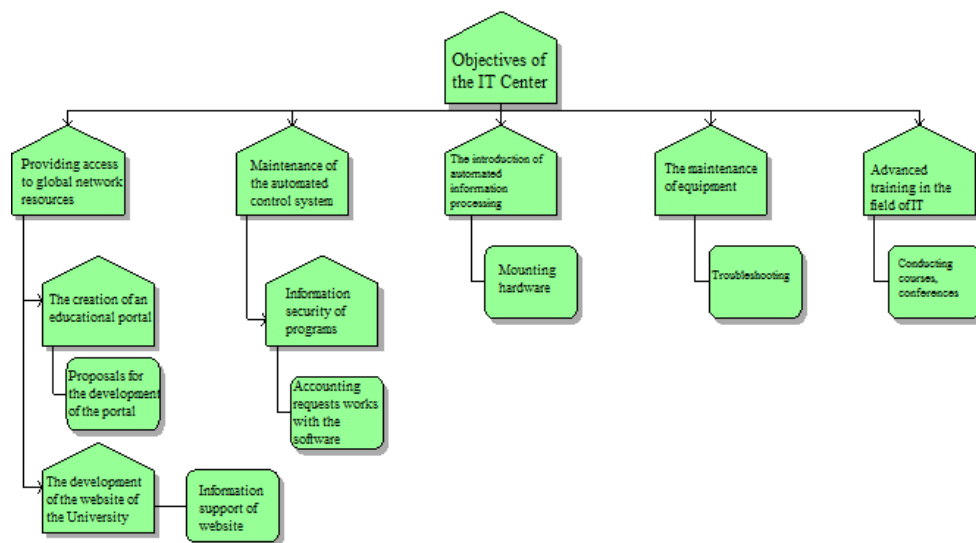 Objectives of
the IT Center
Providing access
to global network
resources
Maintenance of
the automated
control system
The introduction of
automated
information
processing
The maintenance
of equipment
Advanced
training in the
field of IT
The creation of an
educational portal
Information
security of
programs
Mounting
hardware
Troubleshooting
Conducting
courses,
conferences
Proposals for
the development
of the portal
Accounting
requests works
with the
software
The development
of the website of
the University
Information
support of
website